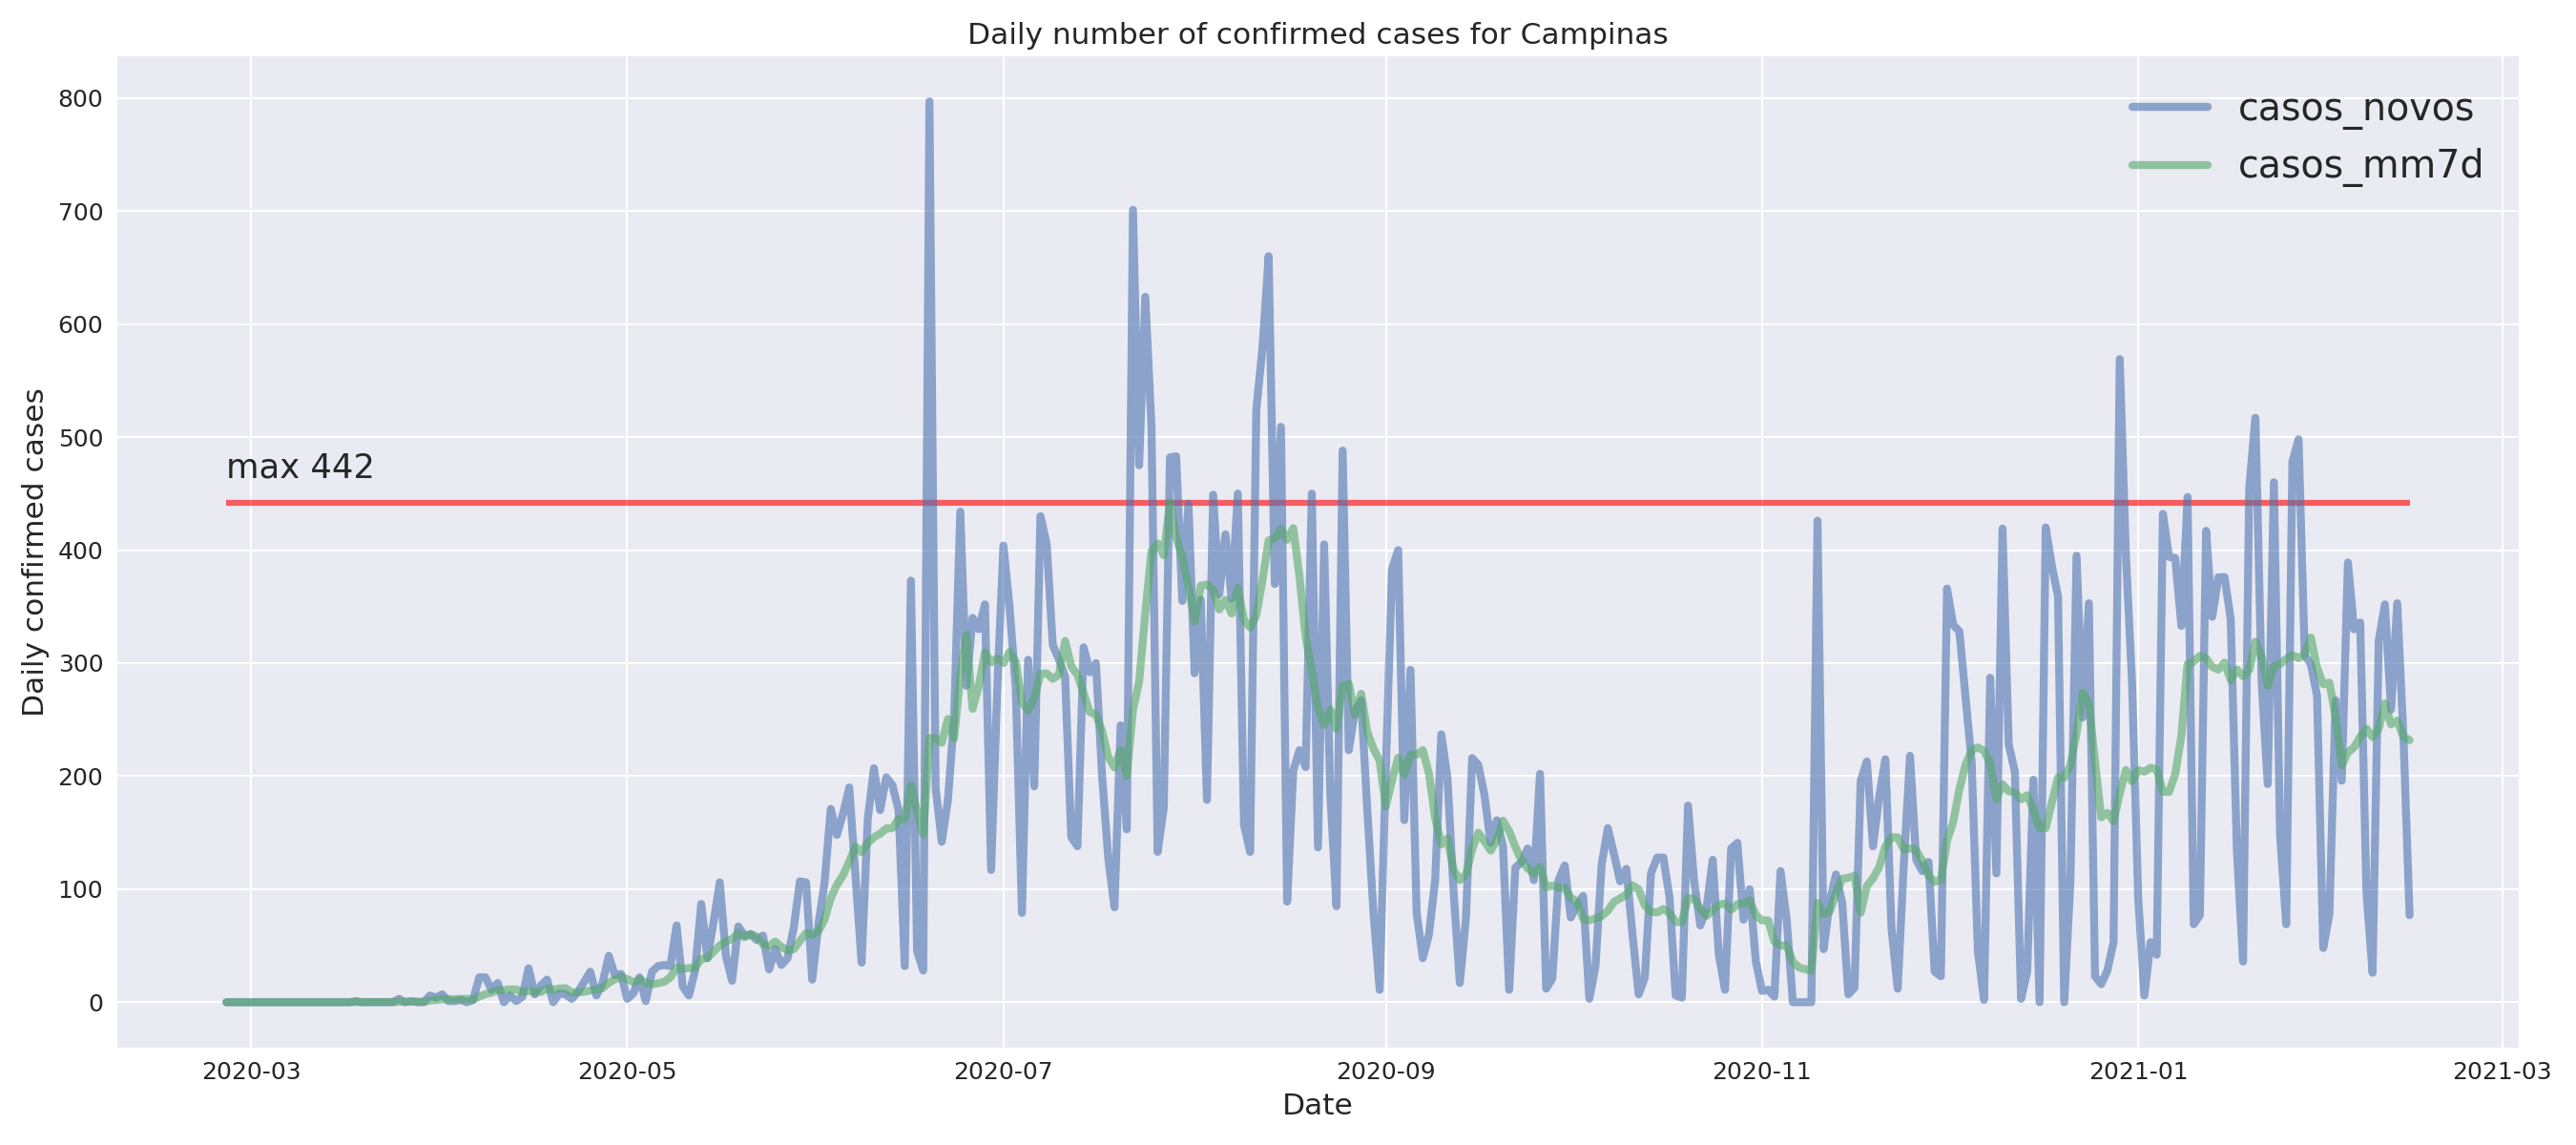 Daily number of confirmed cases for Campinas
casos_novos
casos_mm7d
max 442
Daily confirmed cases
800
700
600
500
400
300
200
100
0
2020-03
2020-05
2020-07
2020-09
2020-11
2021-01
2021-03
Date